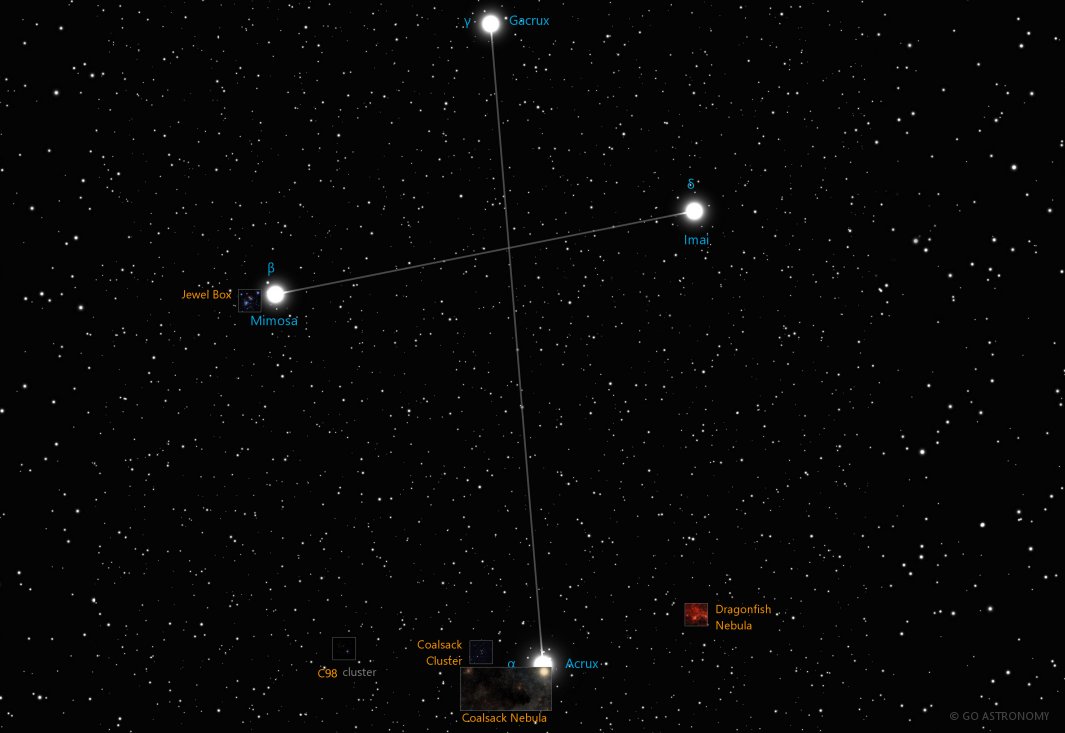 γ Gacrux
δ
Imai
β
Jewel Box
Mimosa
Dragonfish
Nebula
Coalsack
Cluster
α Acrux
C98 cluster
Coalsack Nebula
© GO ASTRONOMY